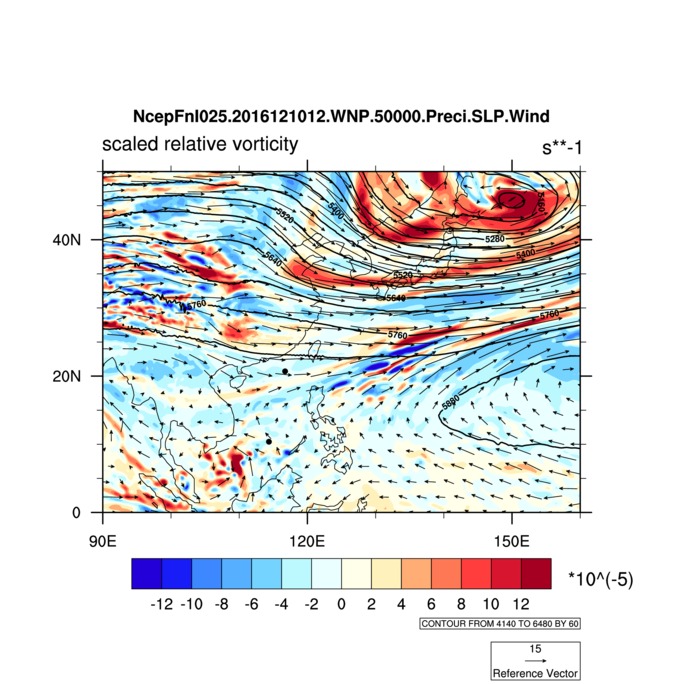 NcepFnl025.2016121012.WNP.50000.Preci.SLP.Wind
scaled relative vorticity
s**-1
5520
5400
5160
40N
5280
5400
5640
5520
5640
5760
5760
5760
20N
5880
0
90E
120E
150E
*10^(-5)
-12 -10 -8 -6 -4 -2 0 2 4 6 8 10 12
CONTOUR FROM 4140 TO 6480 BY 60
15
Reference Vector